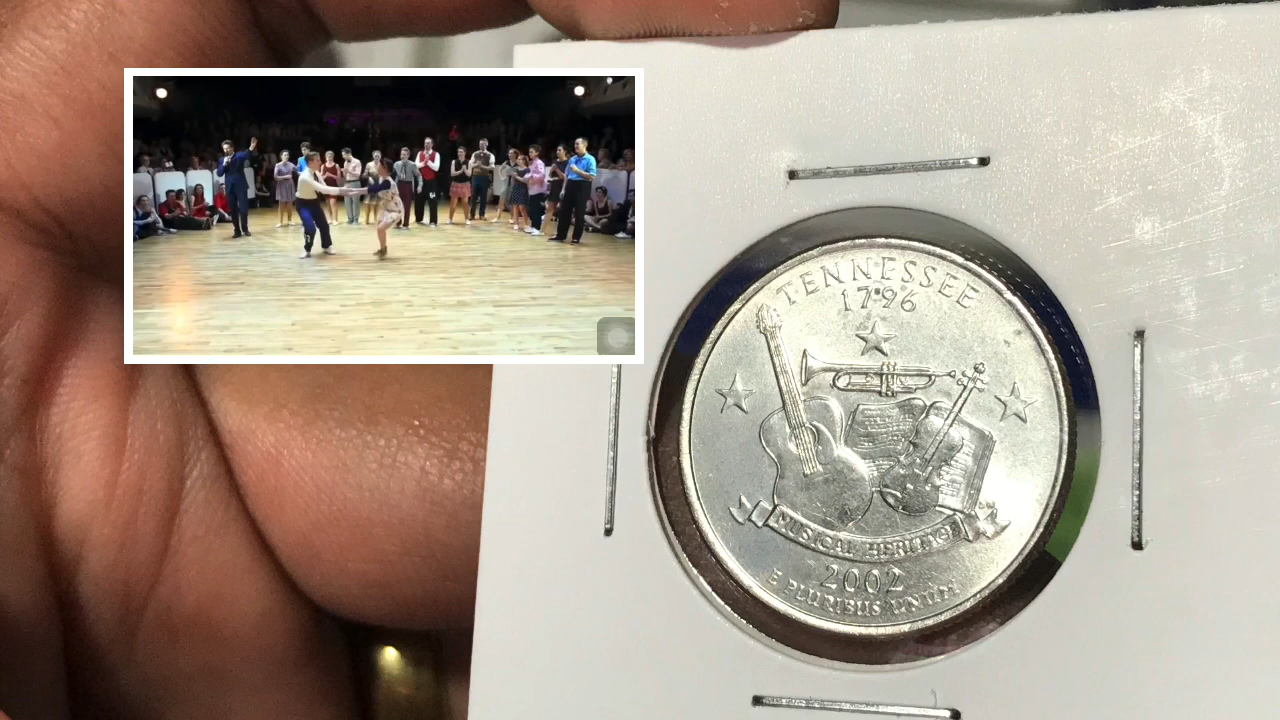 TENNESSEE
1796
MUSICAL HERITAGE
2002
E PLURIBUS UNUM